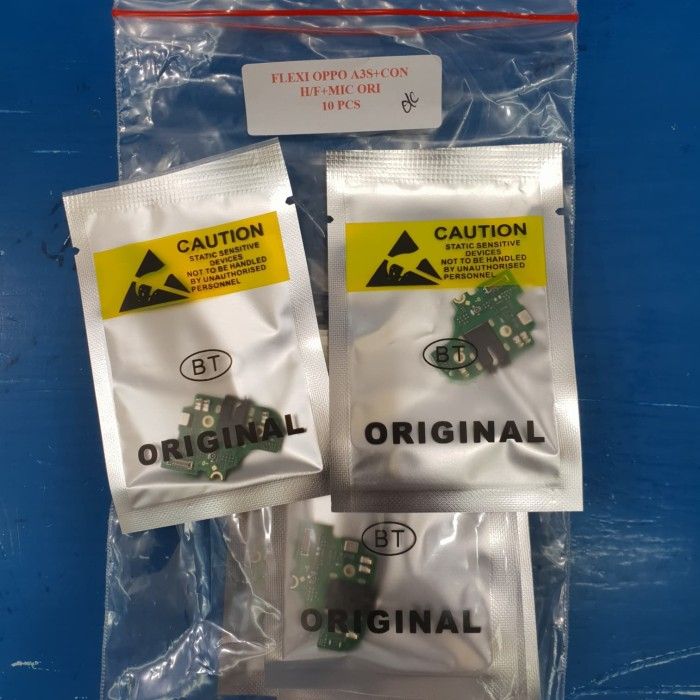 FLEXI OPPO A3S+CON
H/F+MIC ORI
10 PCS
CAUTION
STATIC SENSITIVE
DEVICES
NOT TO BE HANDLED
BY UNAUTHORISED
PERSONNEL
BT
ORIGINAL
CAUTION
STATIC SENSITIVE
DEVICES
NOT TO BE HANDLED
BY UNAUTHORISED
PERSONNEL
BT
ORIGINAL
BT
ORIGINAL